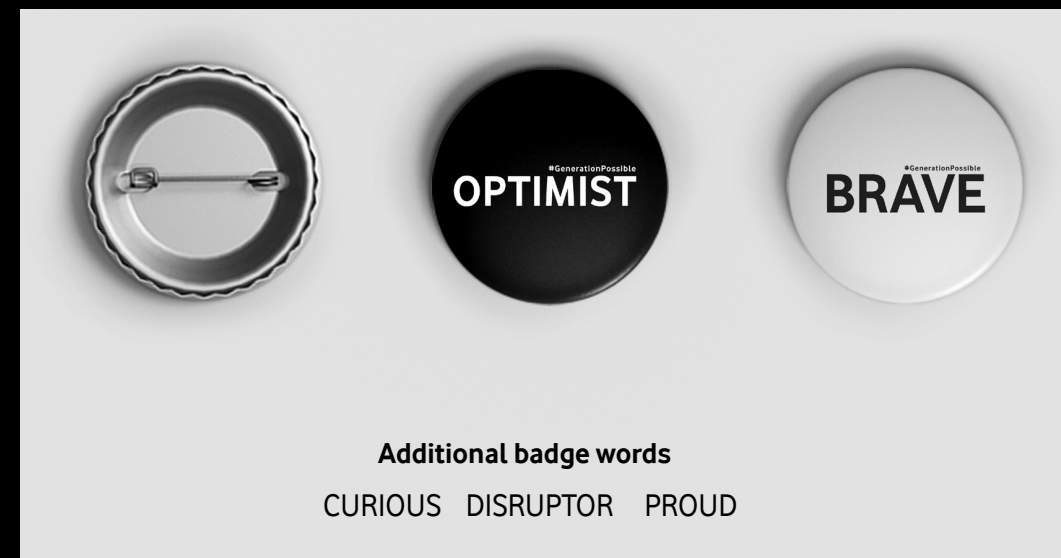 #GenerationPossible
OPTIMIST
#GenerationPossible
BRAVE
Additional badge words
CURIOUS DISRUPTOR PROUD